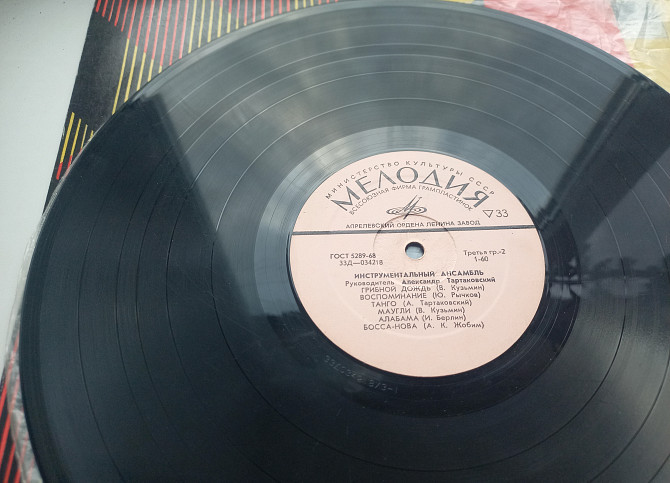 МИНИСТЕРСТВО КУЛЬТУРЫ СССР
МЕЛОДИЯ
ВСЕСОЮЗНАЯ ФИРМА ГРАМПЛАСТИНОК
▽33
АПРЕЛЕВСКИЙ ОРДЕНА ЛЕНИНА ЗАВОД
ГОСТ 5289-68 Третья гр.-2
33Д—034218 1-60
ИНСТРУМЕНТАЛЬНЫЙ АНСАМБЛЬ
Руководитель Александр Тартаковский
ГРИБНОЙ ДОЖДЬ (В. Кузьмин)
ВОСПОМИНАНИЕ (Ю. Рычков)
ТАНГО (А. Тартаковский)
МАУГЛИ (В. Кузьмин)
АЛАБАМА (И. Берлин)
БОССА-НОВА (А. К. Жобим)